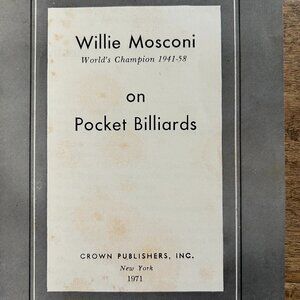 Willie Mosconi
World's Champion 1941-58
on
Pocket Billiards
CROWN PUBLISHERS, INC.
New York
1971